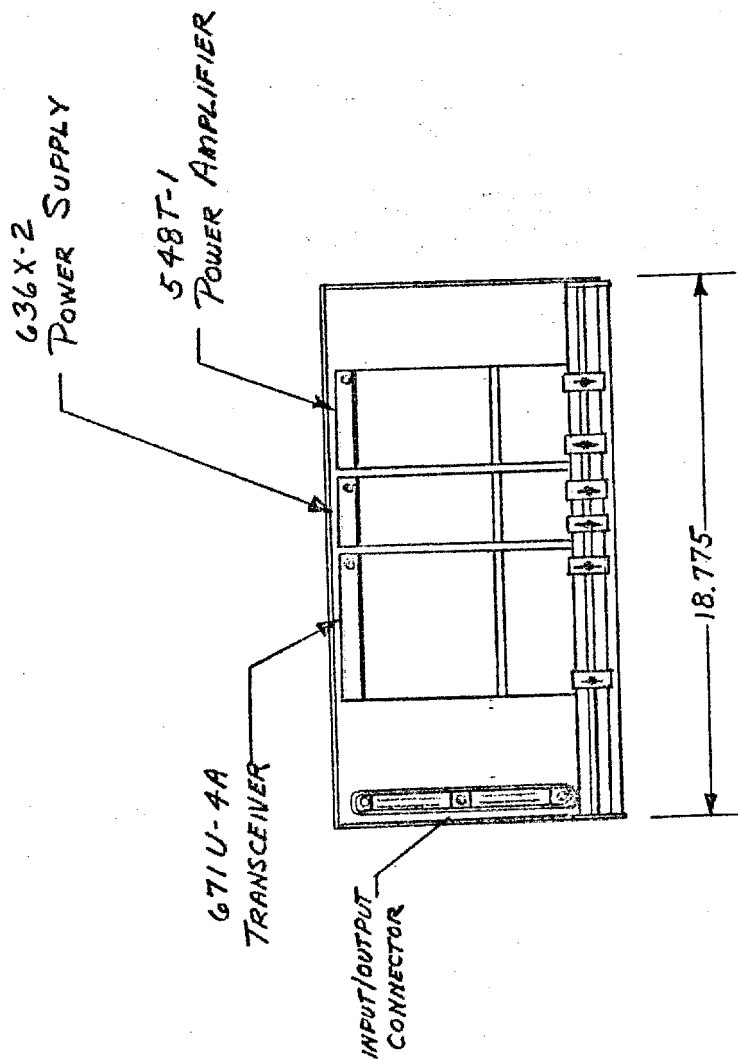 636X-2
POWER SUPPLY
548T-1
POWER AMPLIFIER
671U-4A
TRANSCEIVER
INPUT/OUTPUT
CONNECTOR
18.775